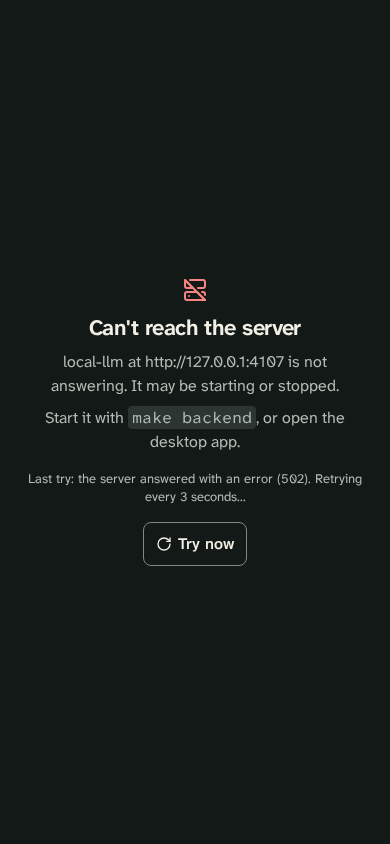 Can't reach the server
local-llm at http://127.0.0.1:4107 is not
answering. It may be starting or stopped.
Start it with make backend, or open the
desktop app.
Last try: the server answered with an error (502). Retrying
every 3 seconds...
Try now